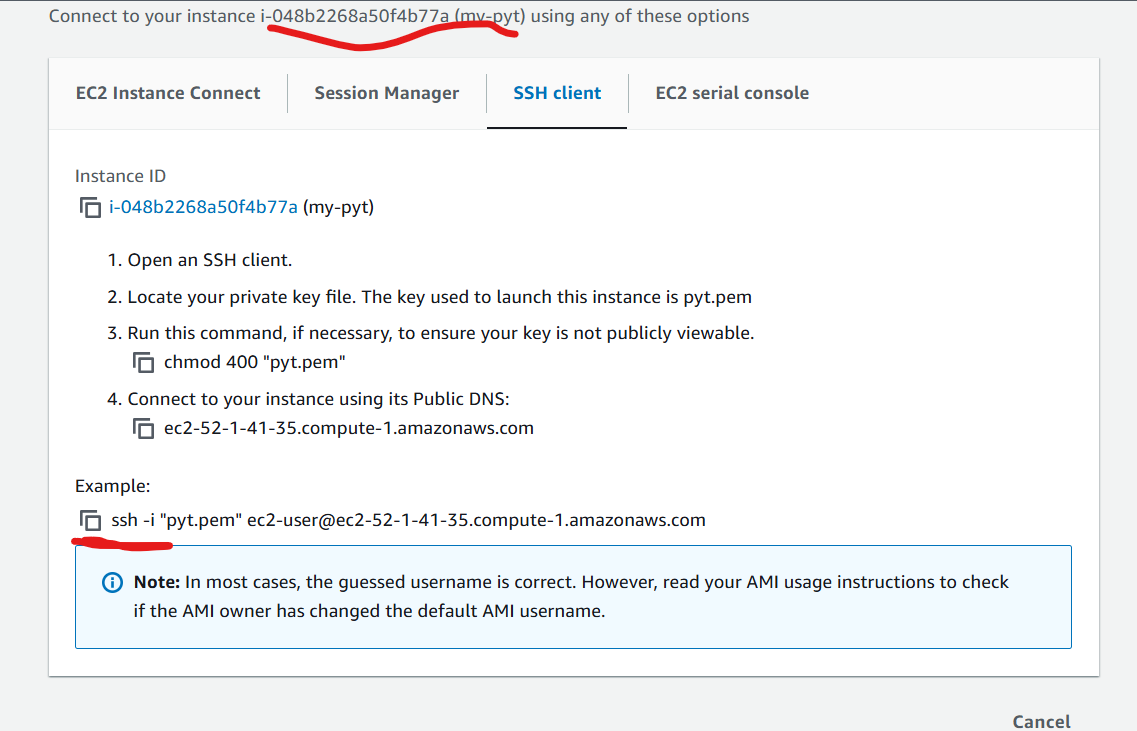 Connect to your instance i-048b2268a50f4b77a (my-pyt) using any of these options
EC2 Instance Connect
Session Manager
SSH client
EC2 serial console
Instance ID
i-048b2268a50f4b77a (my-pyt)
1. Open an SSH client.
2. Locate your private key file. The key used to launch this instance is pyt.pem
3. Run this command, if necessary, to ensure your key is not publicly viewable.
chmod 400 "pyt.pem"
4. Connect to your instance using its Public DNS:
ec2-52-1-41-35.compute-1.amazonaws.com
Example:
ssh -i "pyt.pem" ec2-user@ec2-52-1-41-35.compute-1.amazonaws.com
Note: In most cases, the guessed username is correct. However, read your AMI usage instructions to check
if the AMI owner has changed the default AMI username.
Cancel